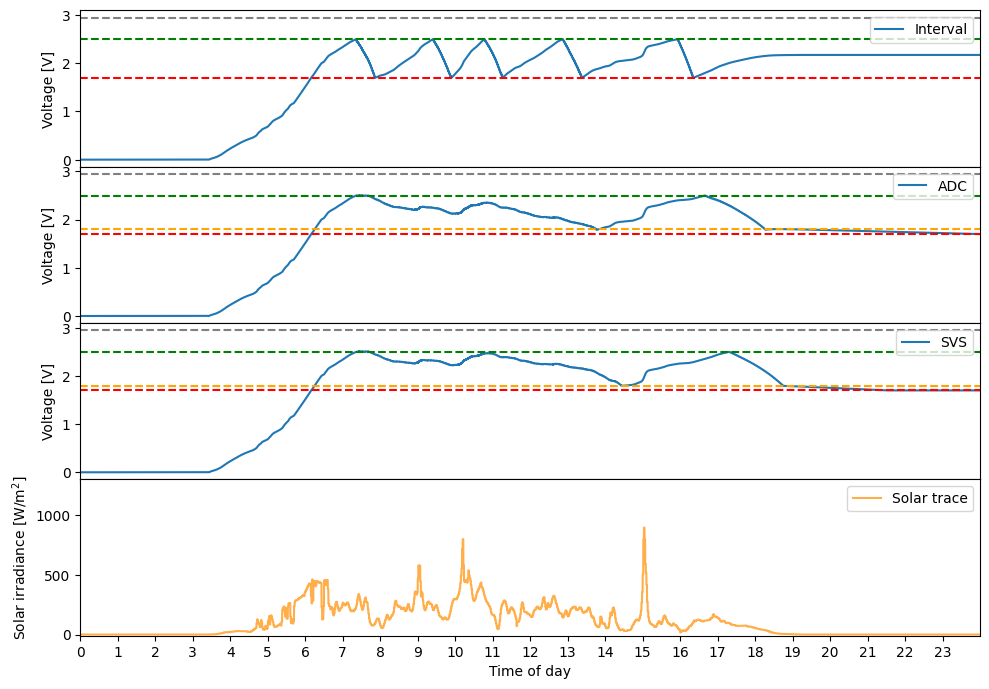 3
2
1
0
Voltage [V]
Interval
3
2
1
0
Voltage [V]
ADC
3
2
1
0
Voltage [V]
SVS
1000
500
0
Solar irradiance [W/m²]
Solar trace
0 1 2 3 4 5 6 7 8 9 10 11 12 13 14 15 16 17 18 19 20 21 22 23
Time of day